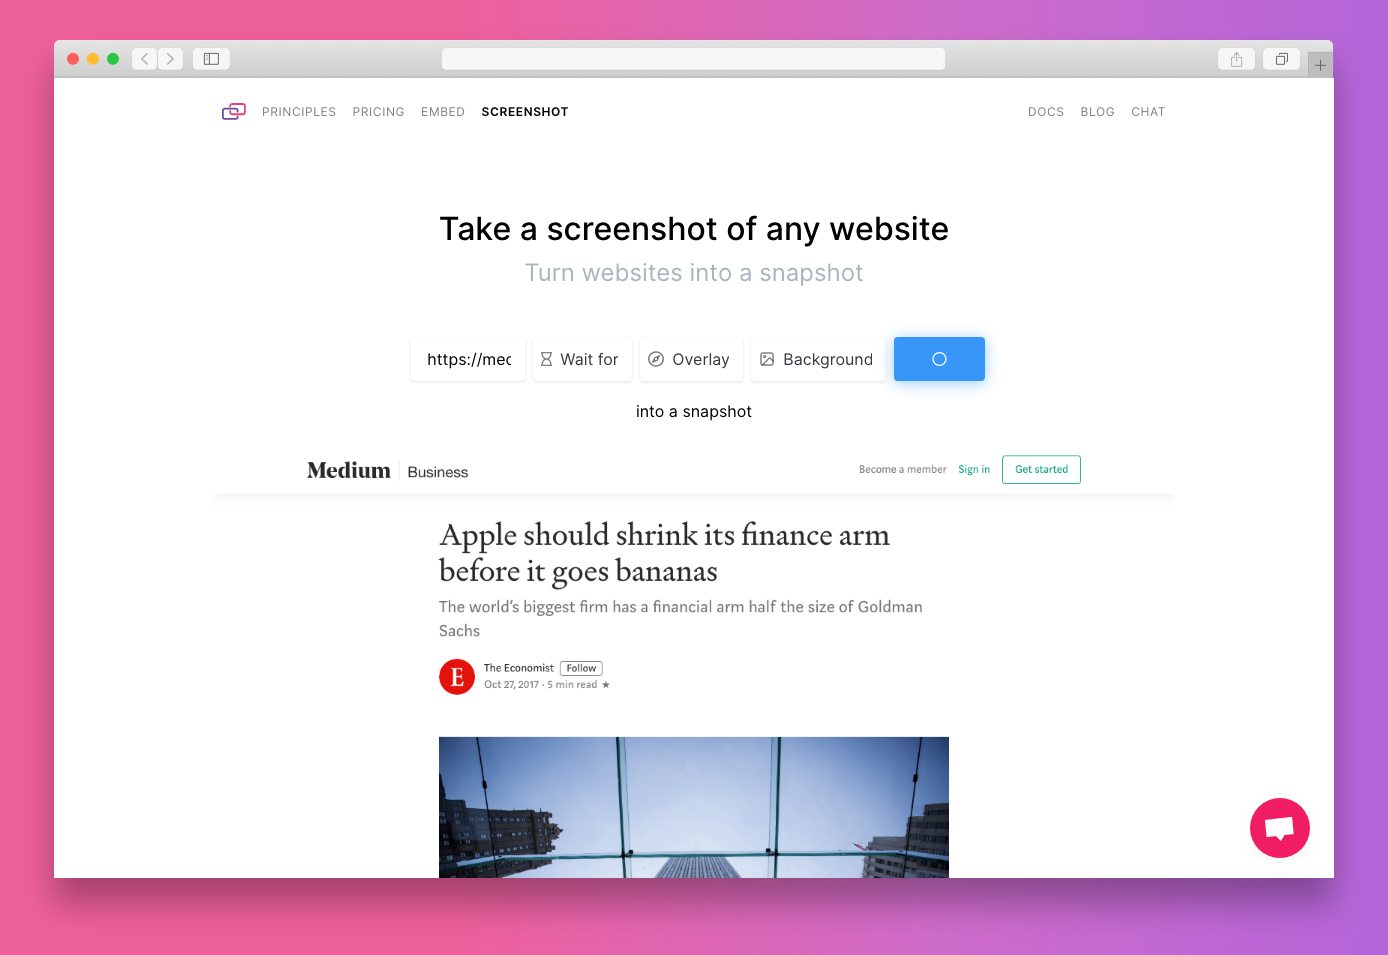 PRINCIPLES PRICING EMBED SCREENSHOT DOCS BLOG CHAT
Take a screenshot of any website
Turn websites into a snapshot
https://med Wait for Overlay Background
into a snapshot
Medium Business Become a member Sign in Get started
Apple should shrink its finance arm
before it goes bananas
The world's biggest firm has a financial arm half the size of Goldman
Sachs
E
The Economist Follow
Oct 27, 2017 · 5 min read ★